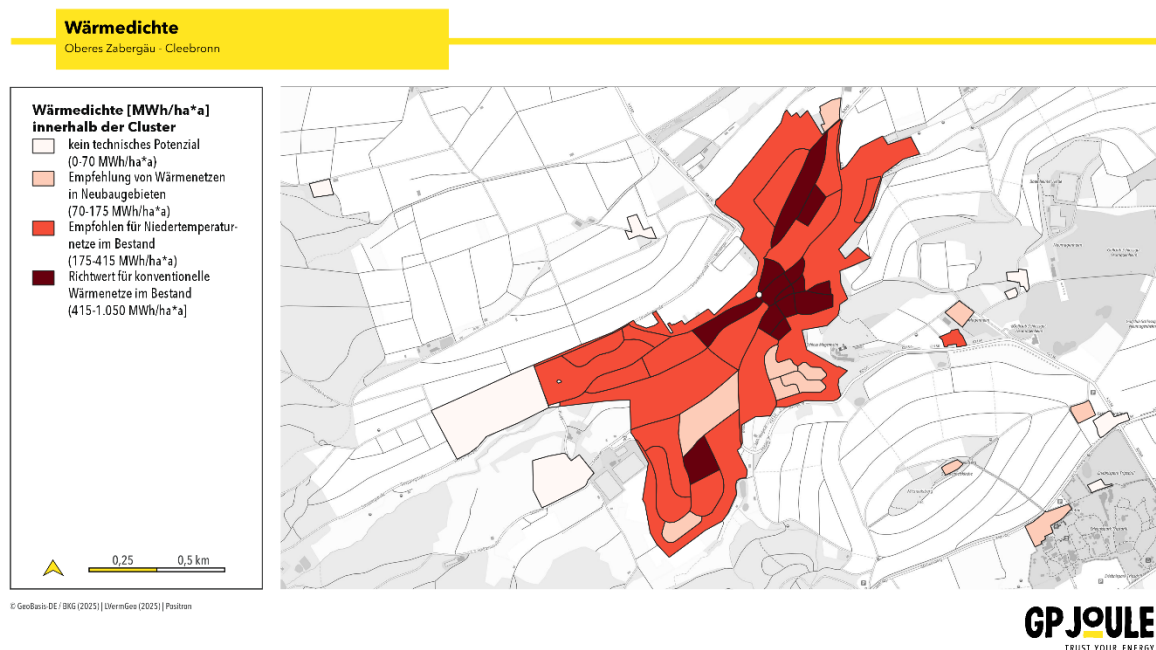 Wärmedichte
Oberes Zabergäu - Cleebronn
Wärmedichte [MWh/ha*a]
innerhalb der Cluster
kein technisches Potenzial
(0-70 MWh/ha*a)
Empfehlung von Wärmenetzen
in Neubaugebieten
(70-175 MWh/ha*a)
Empfohlen für Niedertemperatur-
netze im Bestand
(175-415 MWh/ha*a)
Richtwert für konventionelle
Wärmenetze im Bestand
(415-1.050 MWh/ha*a]
0,25
0,5 km
© GeoBasis-DE / BKG (2025) | LVermGeo (2025) | Positron
GP JOULE
TRUST YOUR ENERGY